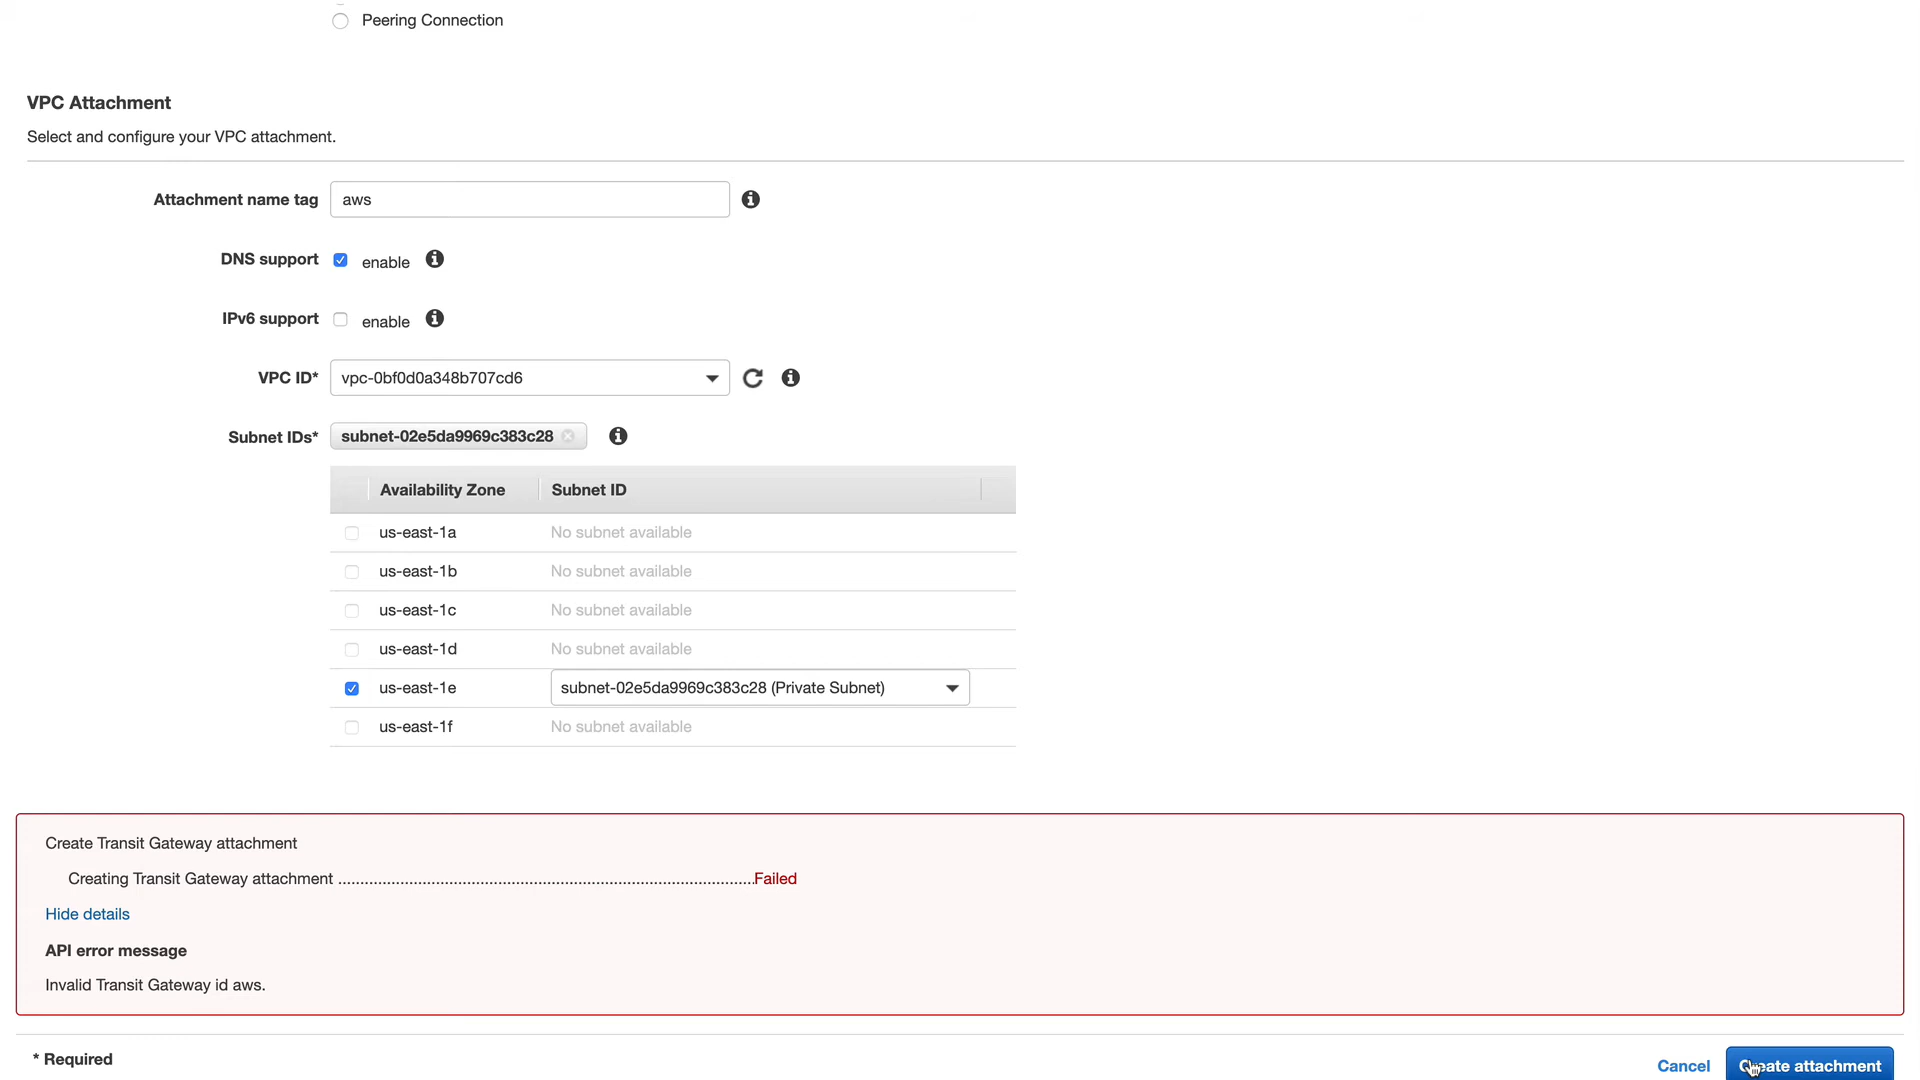 Peering Connection
VPC Attachment
Select and configure your VPC attachment.
Attachment name tag aws
DNS support enable
IPv6 support enable
VPC ID* vpc-0bf0d0a348b707cd6
Subnet IDs* subnet-02e5da9969c383c28
Availability Zone Subnet ID
us-east-1a No subnet available
us-east-1b No subnet available
us-east-1c No subnet available
us-east-1d No subnet available
us-east-1e subnet-02e5da9969c383c28 (Private Subnet)
us-east-1f No subnet available
Create Transit Gateway attachment
Creating Transit Gateway attachment ....................................................................................................Failed
Hide details
API error message
Invalid Transit Gateway id aws.
* Required
Cancel Create attachment